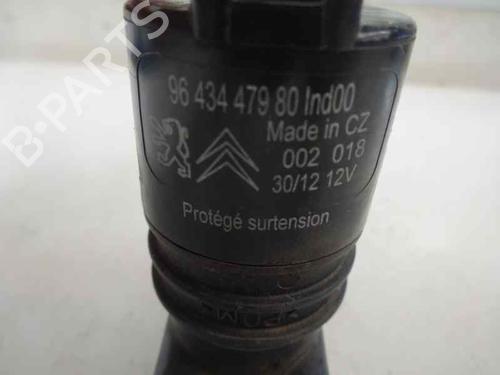 96 434 479 80 Ind00
Made in CZ
002 018
30/12 12V
Protégé surtension
B-PARTS